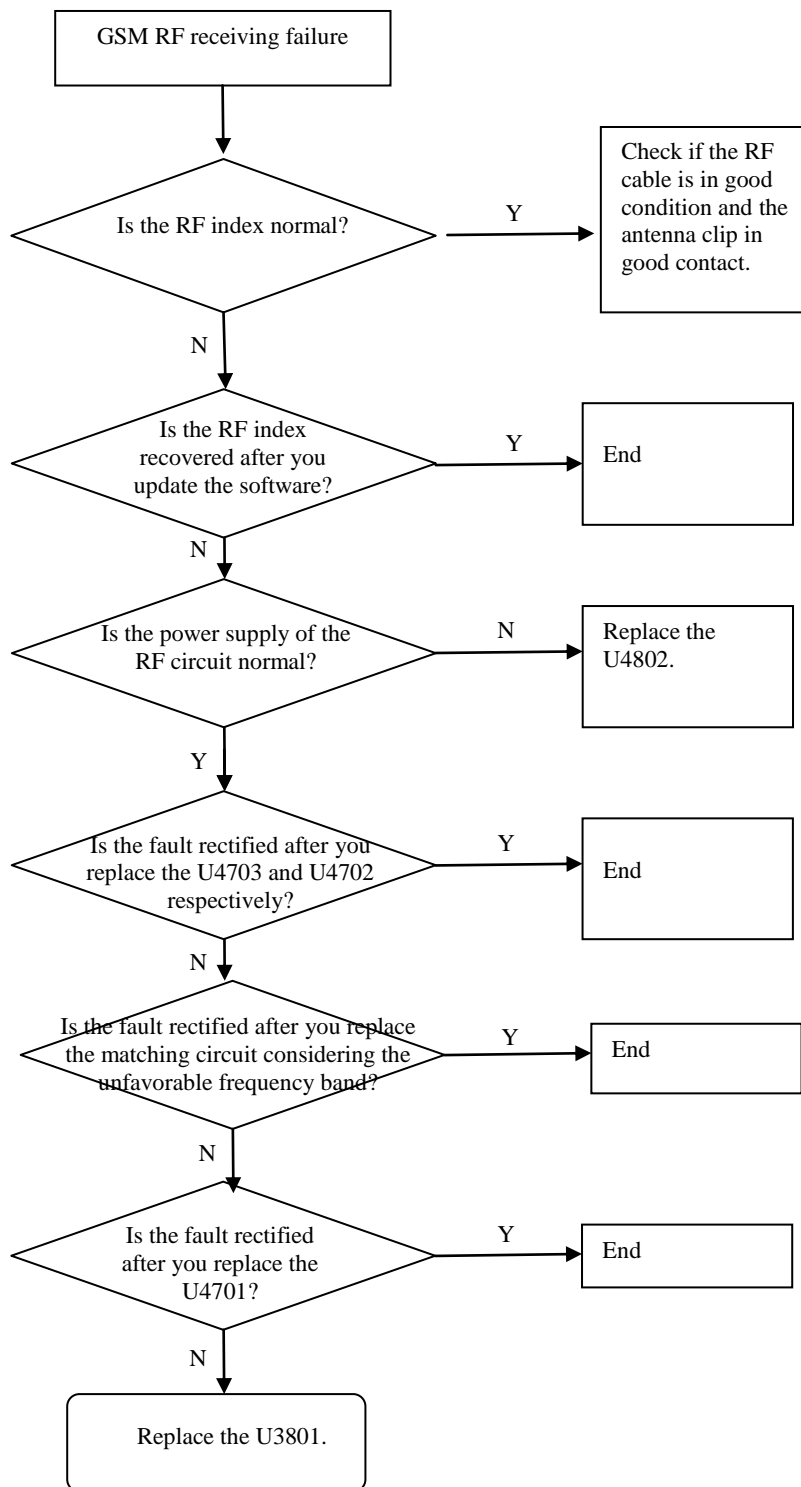 GSM RF receiving failure
Is the RF index normal?
Y
Check if the RF
cable is in good
condition and the
antenna clip in
good contact.
N
Is the RF index
recovered after you
update the software?
Y
End
N
Is the power supply of the
RF circuit normal?
N
Replace the
U4802.
Y
Is the fault rectified after you
replace the U4703 and U4702
respectively?
Y
End
N
Is the fault rectified after you replace
the matching circuit considering the
unfavorable frequency band?
Y
End
N
Is the fault rectified
after you replace the
U4701?
Y
End
N
Replace the U3801.